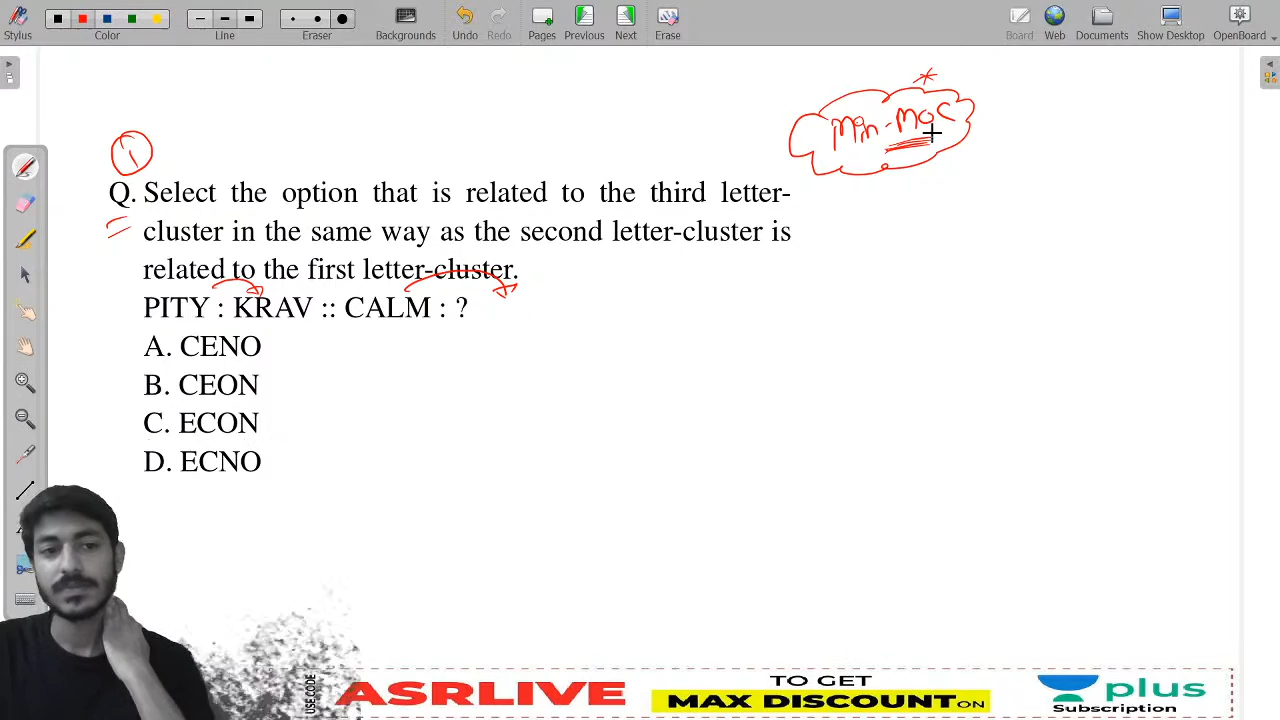 Stylus
Color
Line
Eraser
Backgrounds
Undo
Redo
Pages
Previous
Next
Erase
Board
Web
Documents
Show Desktop
OpenBoard
Min-moc
1
Q. Select the option that is related to the third letter-
cluster in the same way as the second letter-cluster is
related to the first letter-cluster.
PITY : KRAV :: CALM : ?
A. CENO
B. CEON
C. ECON
D. ECNO
USE CODE
ASRLIVE
TO GET
MAX DISCOUNT ON
plus
Subscription